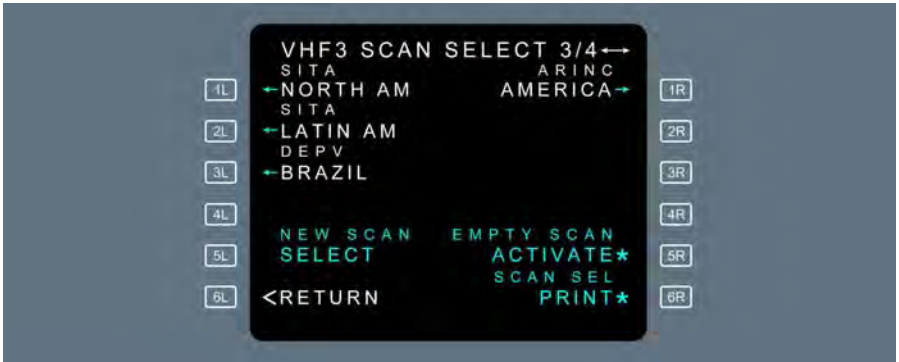 VHF3 SCAN SELECT 3/4↔
SITA ARINC
1L ←NORTH AM AMERICA→ 1R
SITA
2L ←LATIN AM 2R
DEPV
3L ←BRAZIL 3R
4L 4R
NEW SCAN EMPTY SCAN
5L SELECT ACTIVATE* 5R
SCAN SEL
6L <RETURN PRINT* 6R